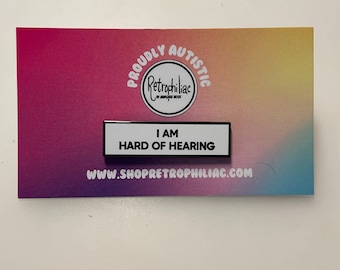 PROUDLY AUTISTIC
Retrophiliac
I AM
HARD OF HEARING
WWW.SHOPRETROPHILIAC.COM